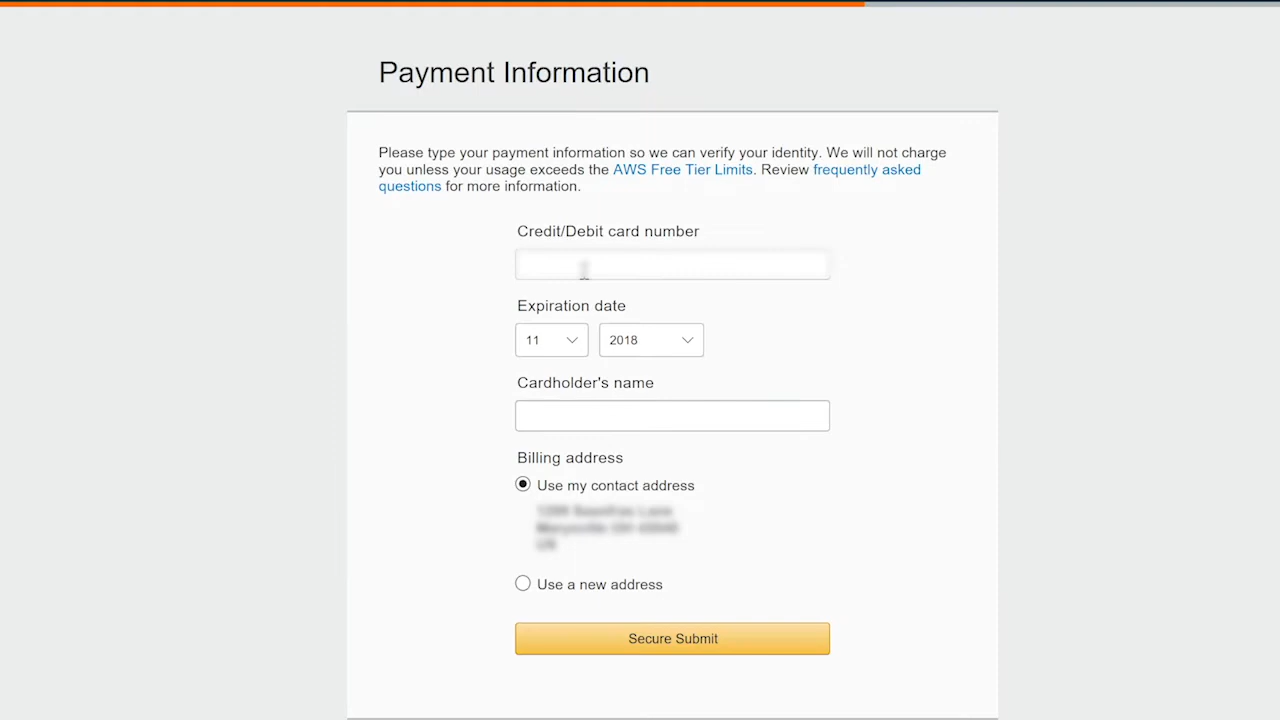 Payment Information
Please type your payment information so we can verify your identity. We will not charge
you unless your usage exceeds the AWS Free Tier Limits. Review frequently asked
questions for more information.
Credit/Debit card number
Expiration date
11 2018
Cardholder's name
Billing address
Use my contact address
Use a new address
Secure Submit